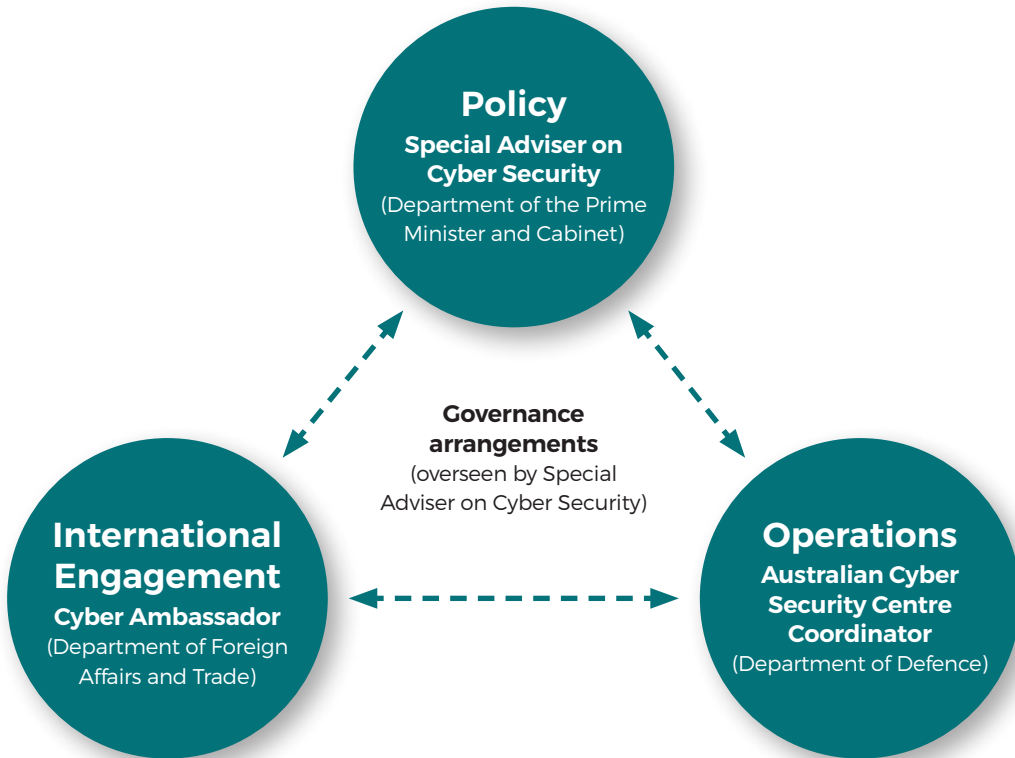 Policy
Special Adviser on
Cyber Security
(Department of the Prime
Minister and Cabinet)
Governance
arrangements
(overseen by Special
Adviser on Cyber Security)
International
Engagement
Cyber Ambassador
(Department of Foreign
Affairs and Trade)
Operations
Australian Cyber
Security Centre
Coordinator
(Department of Defence)